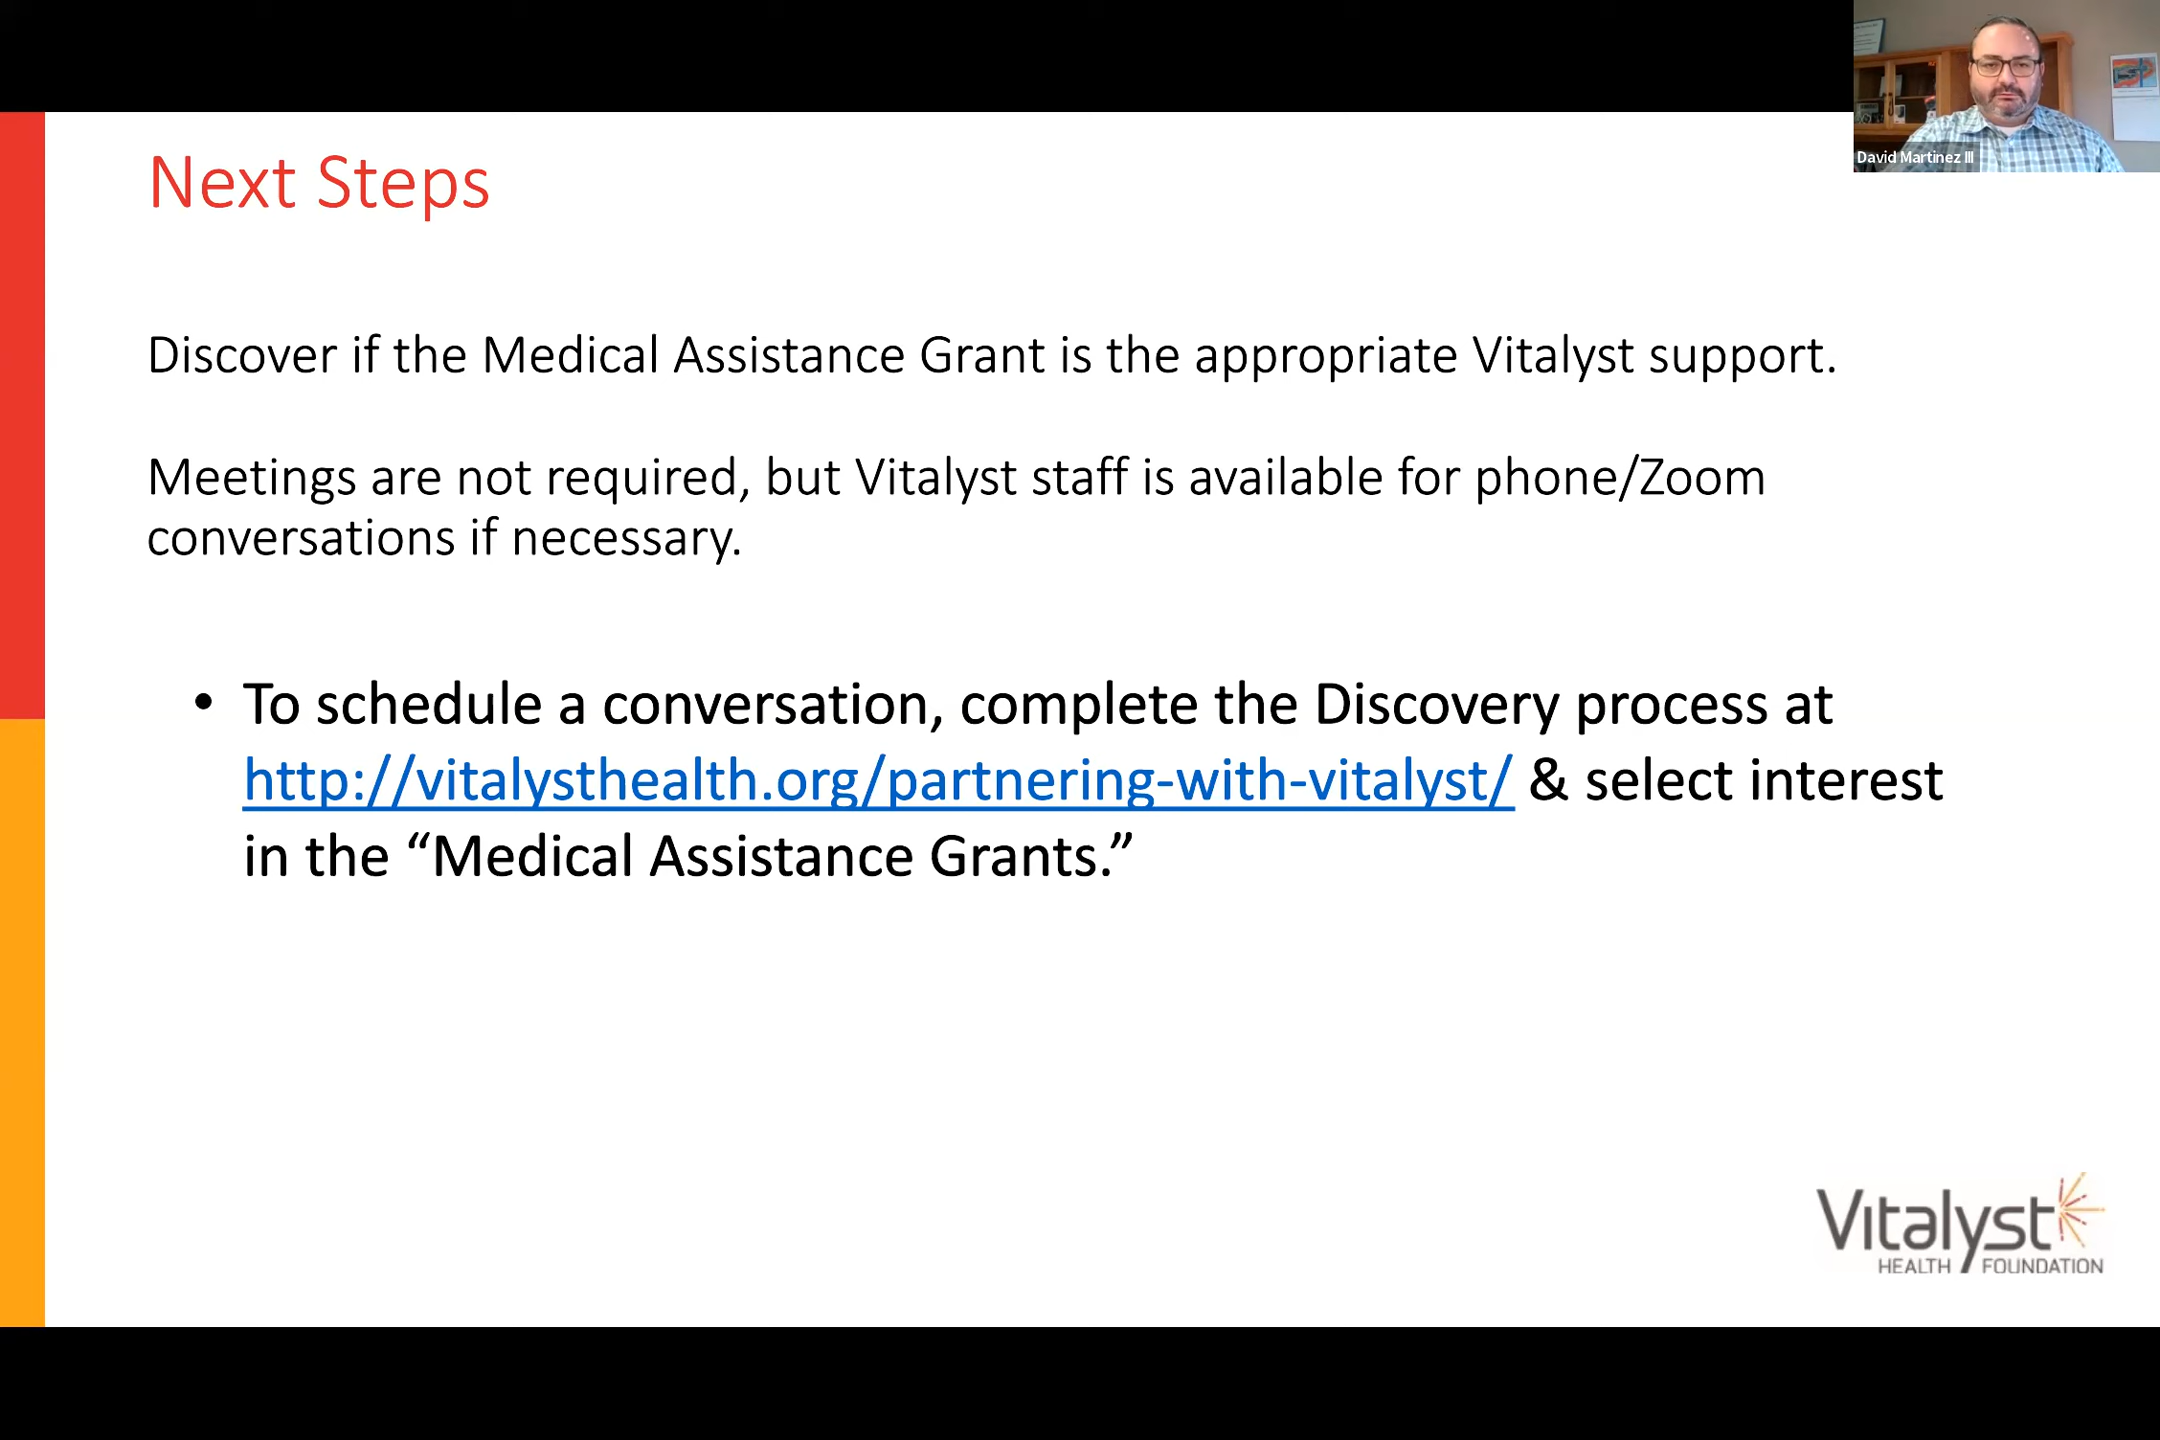 David Martinez III
Next Steps
Discover if the Medical Assistance Grant is the appropriate Vitalyst support.
Meetings are not required, but Vitalyst staff is available for phone/Zoom
conversations if necessary.
• To schedule a conversation, complete the Discovery process at
http://vitalysthealth.org/partnering-with-vitalyst/ & select interest
in the “Medical Assistance Grants.”
Vitalyst
HEALTH FOUNDATION